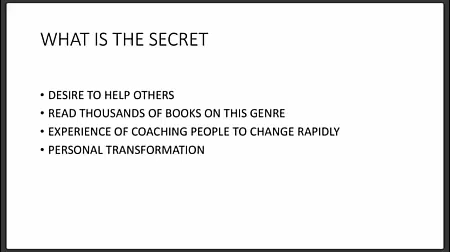 WHAT IS THE SECRET
• DESIRE TO HELP OTHERS
• READ THOUSANDS OF BOOKS ON THIS GENRE
• EXPERIENCE OF COACHING PEOPLE TO CHANGE RAPIDLY
• PERSONAL TRANSFORMATION